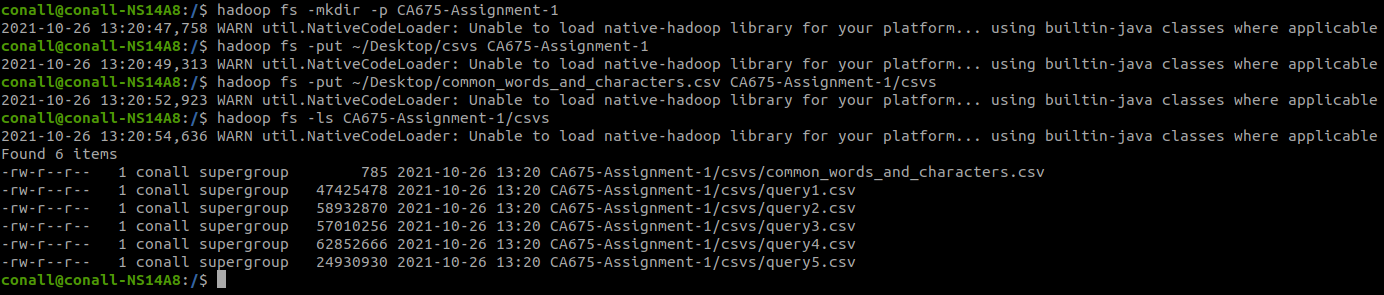 conall@conall-NS14A8:/$ hadoop fs -mkdir -p CA675-Assignment-1
2021-10-26 13:20:47,758 WARN util.NativeCodeLoader: Unable to load native-hadoop library for your platform... using builtin-java classes where applicable
conall@conall-NS14A8:/$ hadoop fs -put ~/Desktop/csvs CA675-Assignment-1
2021-10-26 13:20:49,313 WARN util.NativeCodeLoader: Unable to load native-hadoop library for your platform... using builtin-java classes where applicable
conall@conall-NS14A8:/$ hadoop fs -put ~/Desktop/common_words_and_characters.csv CA675-Assignment-1/csvs
2021-10-26 13:20:52,923 WARN util.NativeCodeLoader: Unable to load native-hadoop library for your platform... using builtin-java classes where applicable
conall@conall-NS14A8:/$ hadoop fs -ls CA675-Assignment-1/csvs
2021-10-26 13:20:54,636 WARN util.NativeCodeLoader: Unable to load native-hadoop library for your platform... using builtin-java classes where applicable
Found 6 items
-rw-r--r--   1 conall supergroup        785 2021-10-26 13:20 CA675-Assignment-1/csvs/common_words_and_characters.csv
-rw-r--r--   1 conall supergroup   47425478 2021-10-26 13:20 CA675-Assignment-1/csvs/query1.csv
-rw-r--r--   1 conall supergroup   58932870 2021-10-26 13:20 CA675-Assignment-1/csvs/query2.csv
-rw-r--r--   1 conall supergroup   57010256 2021-10-26 13:20 CA675-Assignment-1/csvs/query3.csv
-rw-r--r--   1 conall supergroup   62852666 2021-10-26 13:20 CA675-Assignment-1/csvs/query4.csv
-rw-r--r--   1 conall supergroup   24930930 2021-10-26 13:20 CA675-Assignment-1/csvs/query5.csv
conall@conall-NS14A8:/$